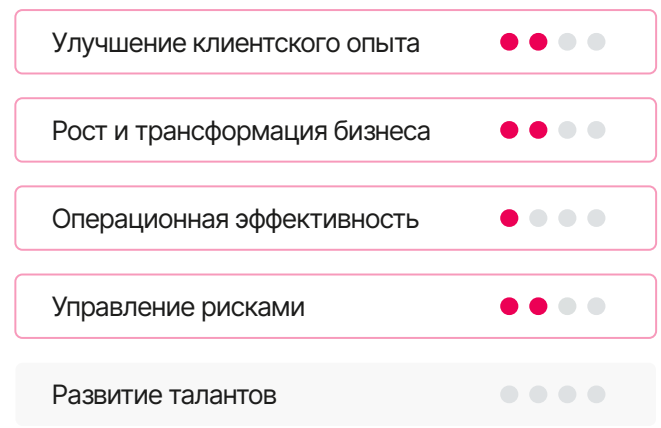 Улучшение клиентского опыта
Рост и трансформация бизнеса
Операционная эффективность
Управление рисками
Развитие талантов